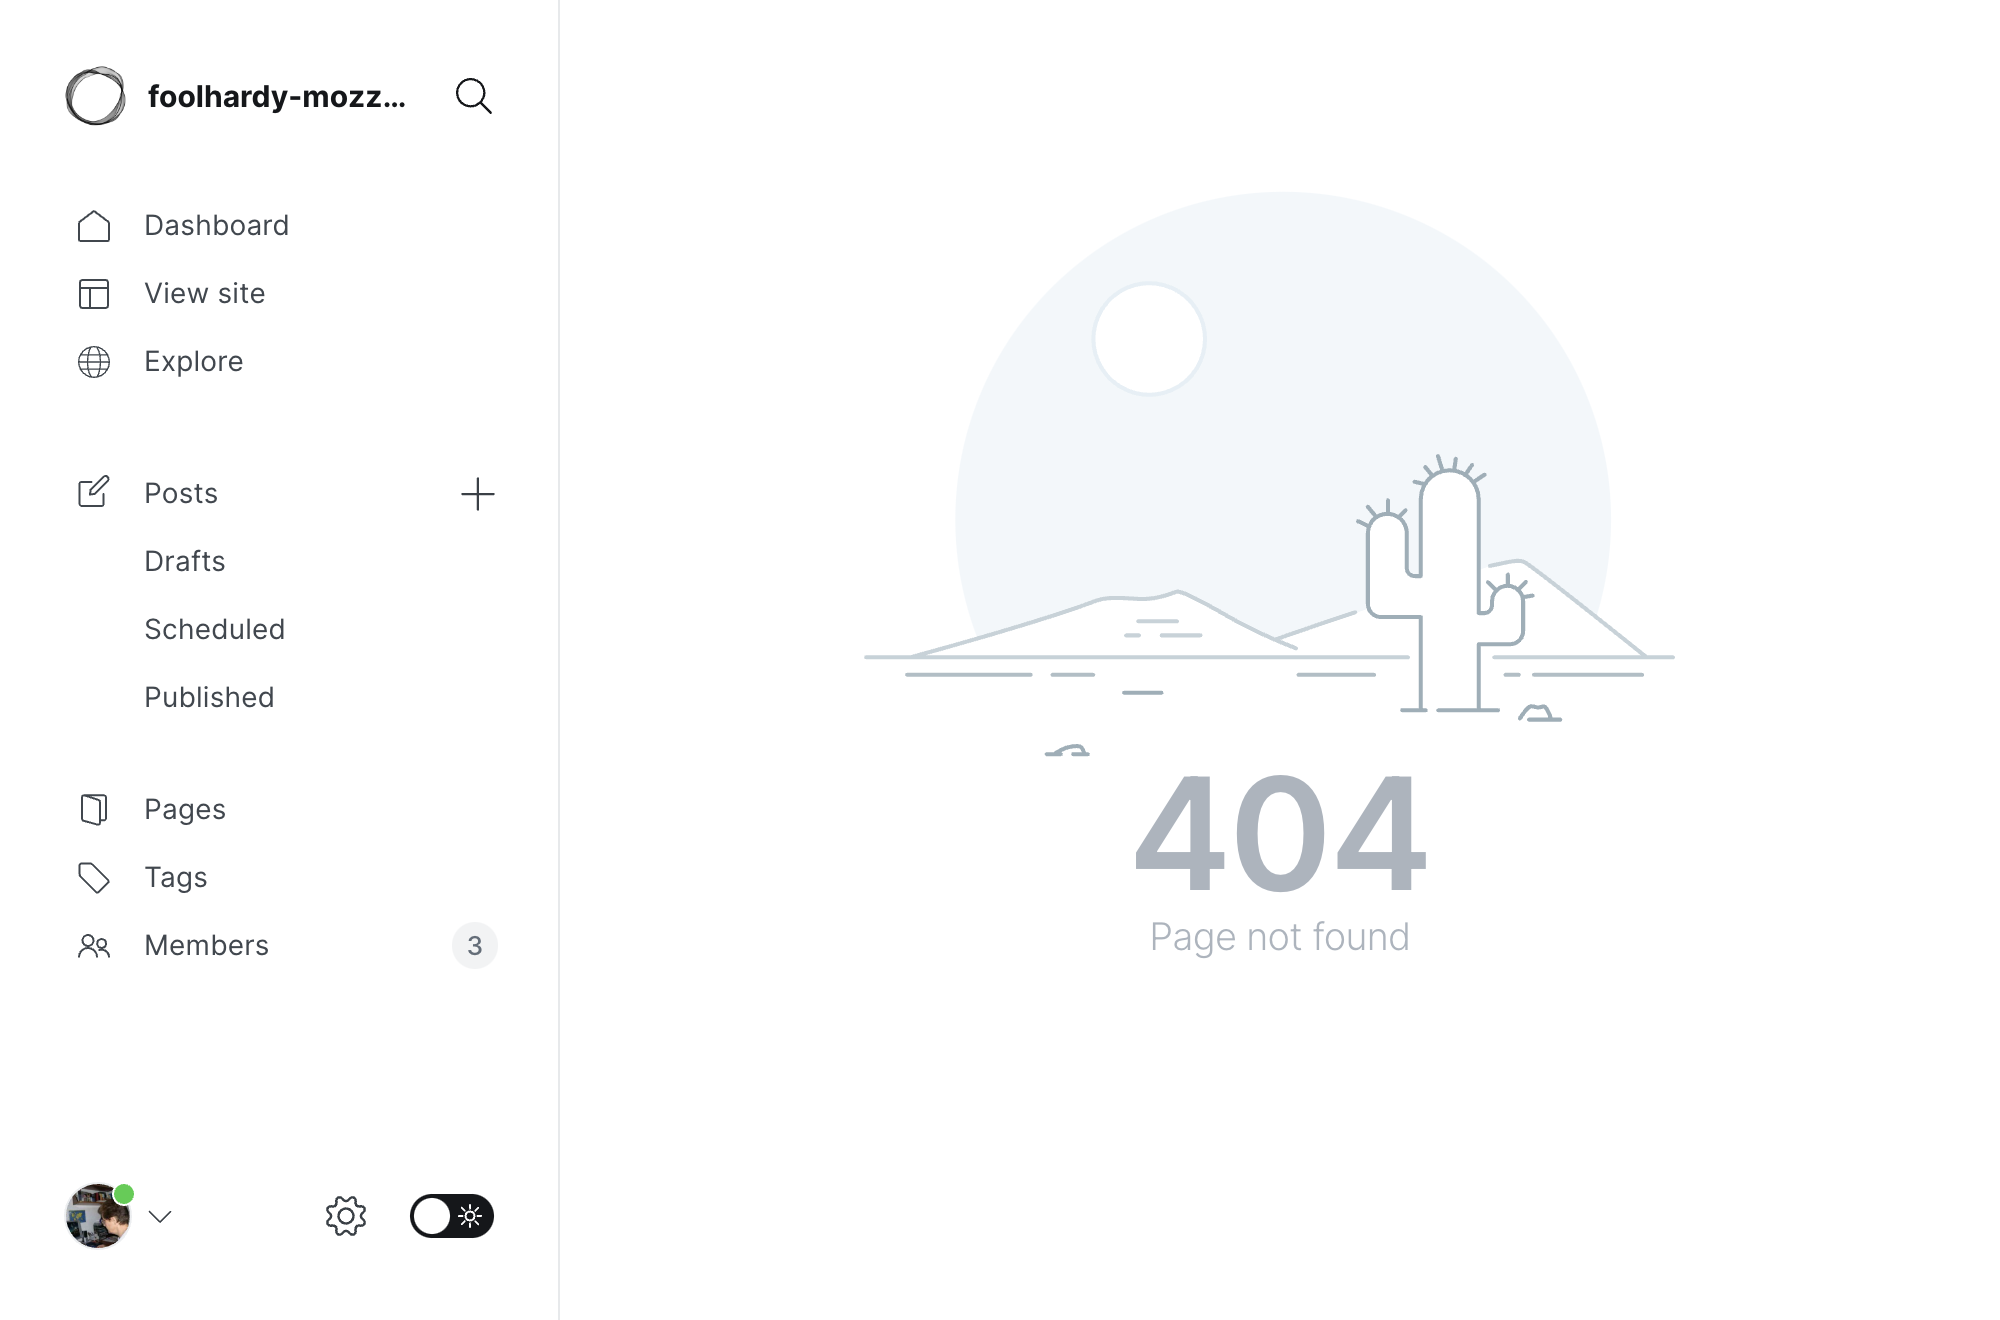 foolhardy-mozz...
Dashboard
View site
Explore
Posts
Drafts
Scheduled
Published
Pages
Tags
Members 3
404
Page not found